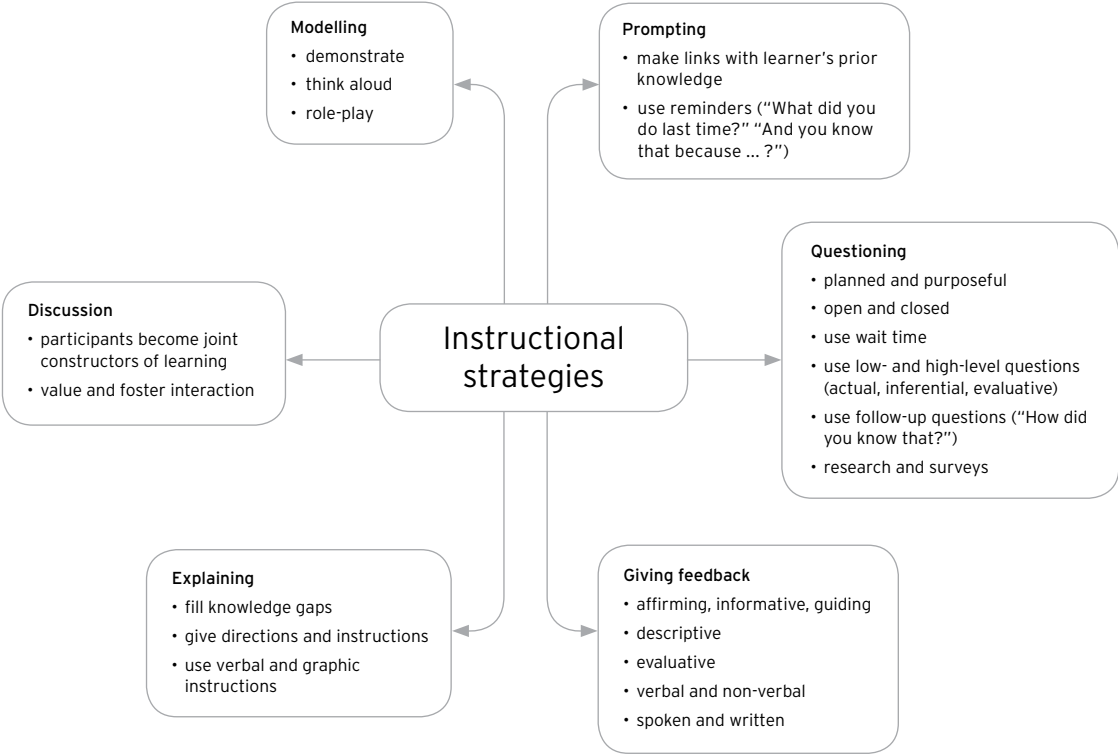 Modelling
• demonstrate
• think aloud
• role-play
Prompting
• make links with learner's prior
knowledge
• use reminders ("What did you
do last time?" "And you know
that because ... ?")
Questioning
• planned and purposeful
• open and closed
• use wait time
• use low- and high-level questions
(actual, inferential, evaluative)
• use follow-up questions ("How did
you know that?")
• research and surveys
Discussion
• participants become joint
constructors of learning
• value and foster interaction
Instructional
strategies
Explaining
• fill knowledge gaps
• give directions and instructions
• use verbal and graphic
instructions
Giving feedback
• affirming, informative, guiding
• descriptive
• evaluative
• verbal and non-verbal
• spoken and written